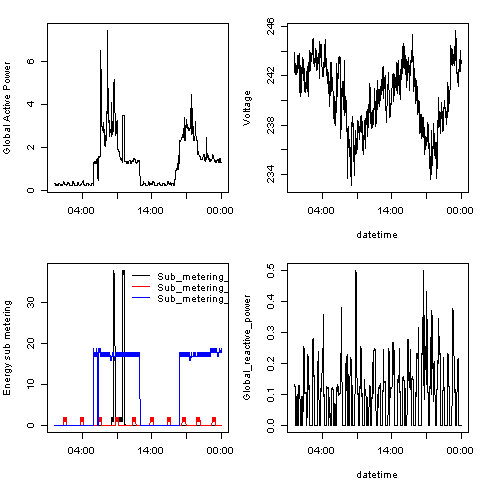 Global Active Power
0 2 4 6
04:00 14:00 00:00
Voltage
234 238 242 246
04:00 14:00 00:00
datetime
Energy sub metering
0 10 20 30
Sub_metering_
Sub_metering_
Sub_metering_
04:00 14:00 00:00
Global_reactive_power
0.0 0.1 0.2 0.3 0.4 0.5
04:00 14:00 00:00
datetime